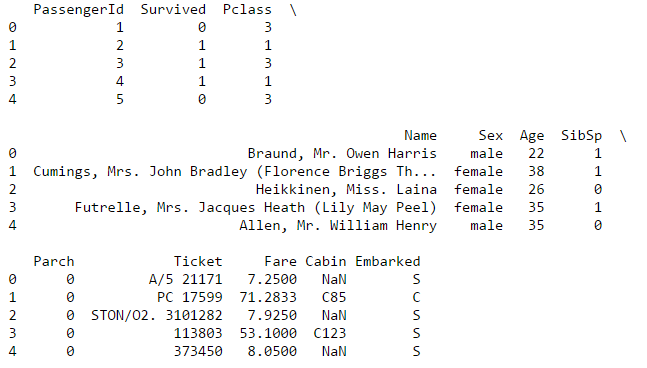 PassengerId Survived Pclass \
0 1 0 3
1 2 1 1
2 3 1 3
3 4 1 1
4 5 0 3
Name Sex Age SibSp \
0 Braund, Mr. Owen Harris male 22 1
1 Cumings, Mrs. John Bradley (Florence Briggs Th... female 38 1
2 Heikkinen, Miss. Laina female 26 0
3 Futrelle, Mrs. Jacques Heath (Lily May Peel) female 35 1
4 Allen, Mr. William Henry male 35 0
Parch Ticket Fare Cabin Embarked
0 0 A/5 21171 7.2500 NaN S
1 0 PC 17599 71.2833 C85 C
2 0 STON/O2. 3101282 7.9250 NaN S
3 0 113803 53.1000 C123 S
4 0 373450 8.0500 NaN S